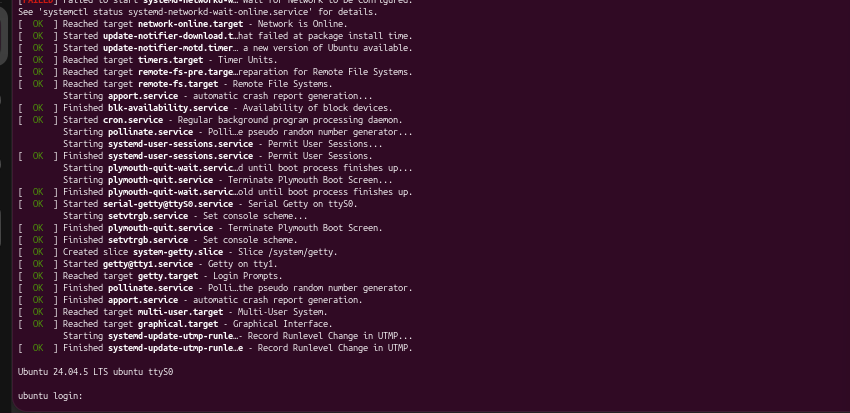 [FAILED] Failed to start systemd-networkd-w… Wait for Network to be Configured.
See 'systemctl status systemd-networkd-wait-online.service' for details.
[  OK  ] Reached target network-online.target - Network is Online.
[  OK  ] Started update-notifier-download.t…hat failed at package install time.
[  OK  ] Started update-notifier-motd.timer… a new version of Ubuntu available.
[  OK  ] Reached target timers.target - Timer Units.
[  OK  ] Reached target remote-fs-pre.targe…reparation for Remote File Systems.
[  OK  ] Reached target remote-fs.target - Remote File Systems.
         Starting apport.service - automatic crash report generation...
[  OK  ] Finished blk-availability.service - Availability of block devices.
[  OK  ] Started cron.service - Regular background program processing daemon.
         Starting pollinate.service - Polli…e pseudo random number generator...
         Starting systemd-user-sessions.service - Permit User Sessions...
[  OK  ] Finished systemd-user-sessions.service - Permit User Sessions.
         Starting plymouth-quit-wait.servic…d until boot process finishes up...
         Starting plymouth-quit.service - Terminate Plymouth Boot Screen...
[  OK  ] Finished plymouth-quit-wait.servic…old until boot process finishes up.
[  OK  ] Started serial-getty@ttyS0.service - Serial Getty on ttyS0.
         Starting setvtrgb.service - Set console scheme...
[  OK  ] Finished plymouth-quit.service - Terminate Plymouth Boot Screen.
[  OK  ] Finished setvtrgb.service - Set console scheme.
[  OK  ] Created slice system-getty.slice - Slice /system/getty.
[  OK  ] Started getty@tty1.service - Getty on tty1.
[  OK  ] Reached target getty.target - Login Prompts.
[  OK  ] Finished pollinate.service - Polli…the pseudo random number generator.
[  OK  ] Finished apport.service - automatic crash report generation.
[  OK  ] Reached target multi-user.target - Multi-User System.
[  OK  ] Reached target graphical.target - Graphical Interface.
         Starting systemd-update-utmp-runle…- Record Runlevel Change in UTMP...
[  OK  ] Finished systemd-update-utmp-runle…e - Record Runlevel Change in UTMP.
Ubuntu 24.04.5 LTS ubuntu ttyS0
ubuntu login: